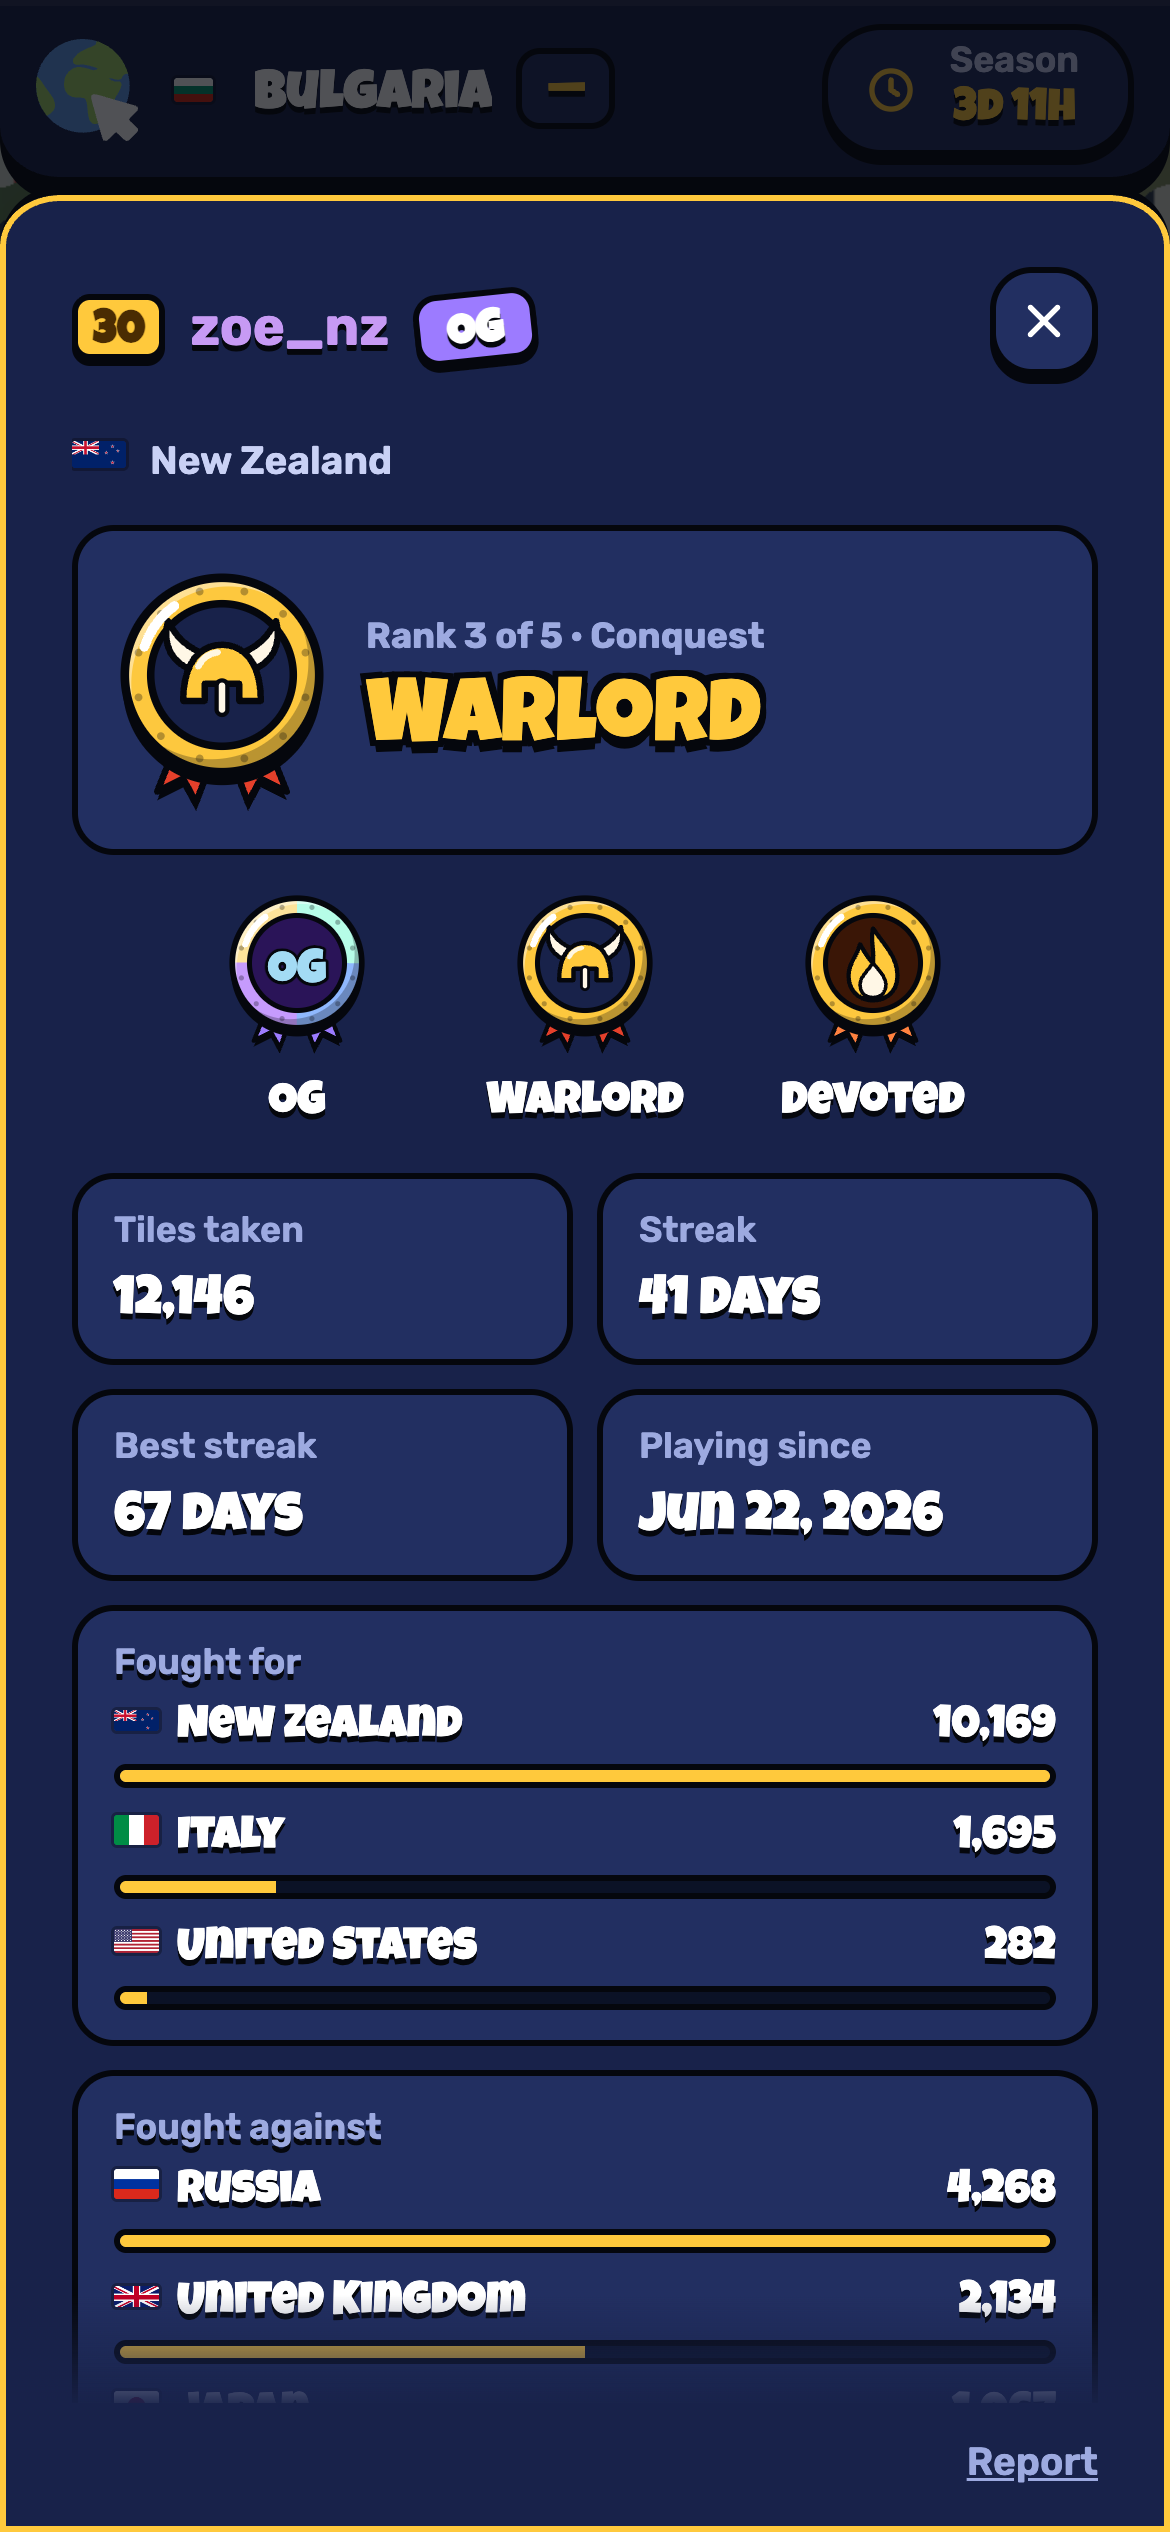 BULGARIA
Season
3D 11H
30 zoe_nz OG
New Zealand
Rank 3 of 5 • Conquest
WARLORD
OG
OG WARLORD DEVOTED
Tiles taken
12,146
Streak
41 DAYS
Best streak
67 DAYS
Playing since
Jun 22, 2026
Fought for
New Zealand 10,169
Italy 1,695
United States 282
Fought against
Russia 4,268
United Kingdom 2,134
Japan
Report